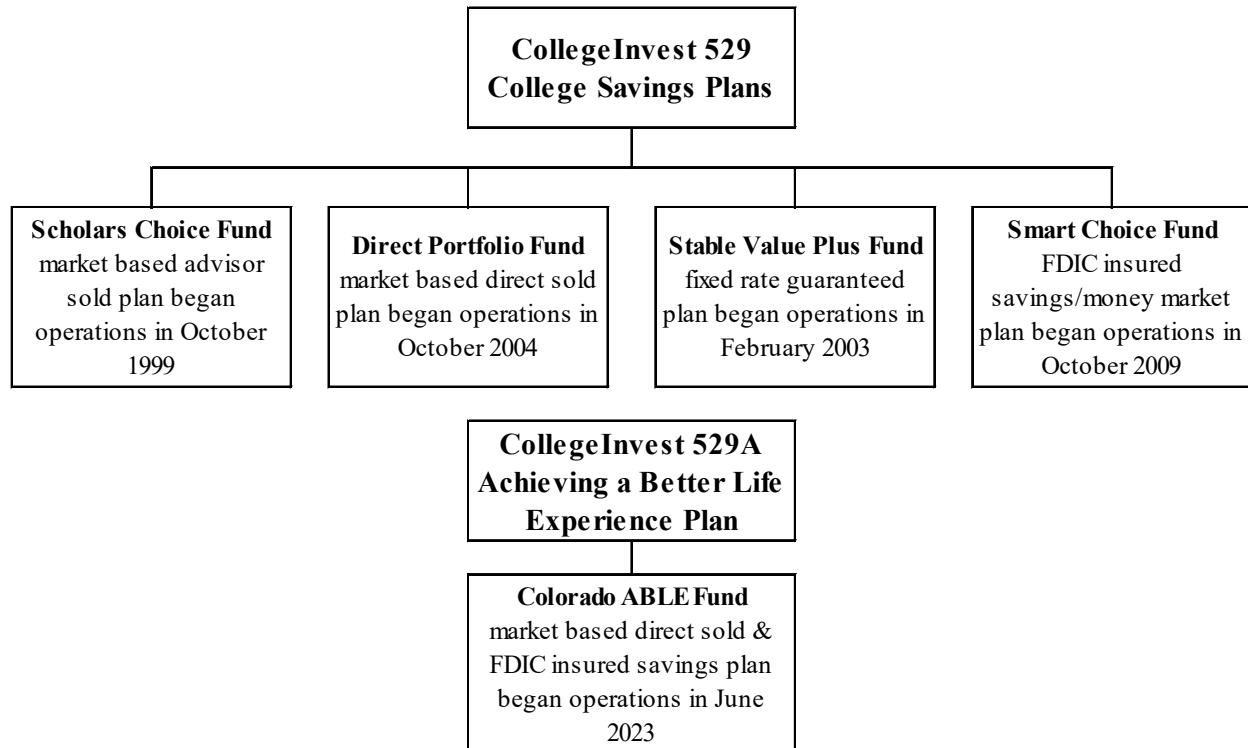 CollegeInvest 529
College Savings Plans
Scholars Choice Fund
market based advisor
sold plan began
operations in October
1999
Direct Portfolio Fund
market based direct sold
plan began operations in
October 2004
Stable Value Plus Fund
fixed rate guaranteed
plan began operations in
February 2003
Smart Choice Fund
FDIC insured
savings/money market
plan began operations in
October 2009
CollegeInvest 529A
Achieving a Better Life
Experience Plan
Colorado ABLE Fund
market based direct sold &
FDIC insured savings plan
began operations in June
2023